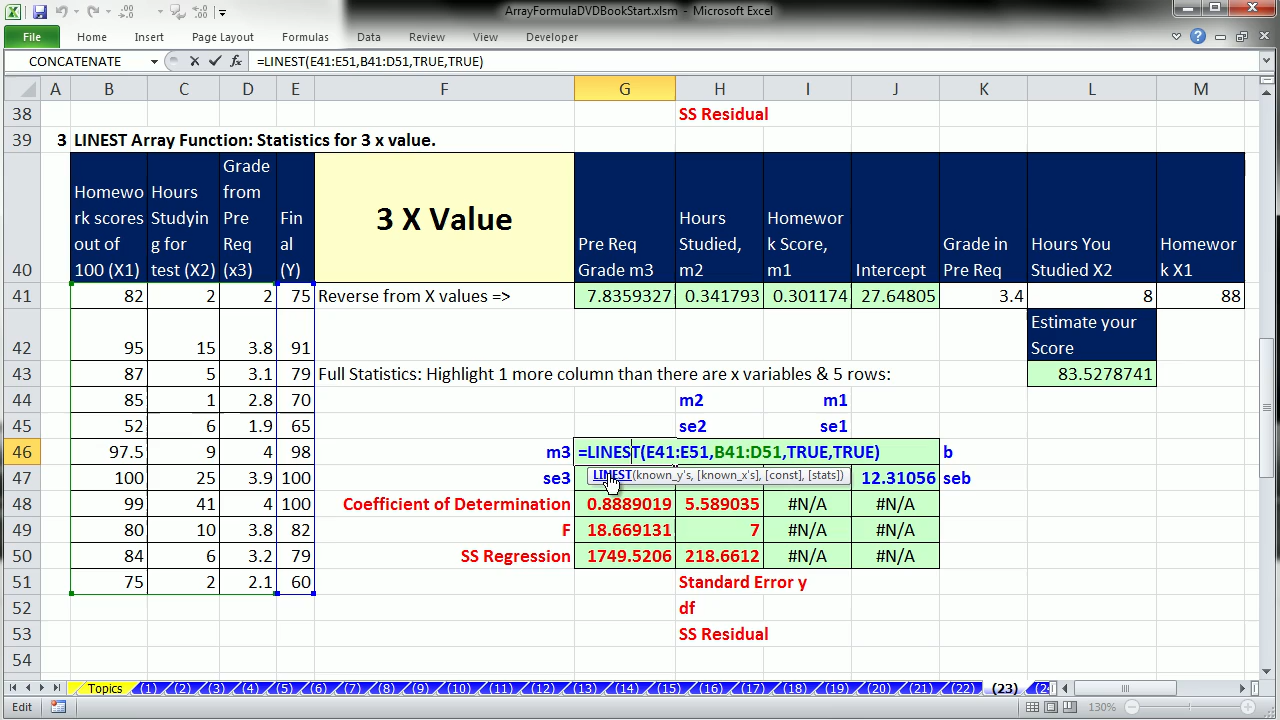 ArrayFormulaDVDBookStart.xlsm - Microsoft Excel
File Home Insert Page Layout Formulas Data Review View Developer
CONCATENATE fx =LINEST(E41:E51,B41:D51,TRUE,TRUE)
A B C D E F G H I J K L M
38 SS Residual
39 3 LINEST Array Function: Statistics for 3 x value.
40
Homewo
rk scores
out of
100 (X1)
Hours
Studyin
g for
test (X2)
Grade
from
Pre
Req
(x3)
Fin
al
(Y)
3 X Value
Pre Req
Grade m3
Hours
Studied,
m2
Homewor
k Score,
m1
Intercept
Grade in
Pre Req
Hours You
Studied X2
Homewor
k X1
41 82 2 2 75 Reverse from X values => 7.8359327 0.341793 0.301174 27.64805 3.4 8 88
42 95 15 3.8 91
Estimate your
Score
43 87 5 3.1 79 Full Statistics: Highlight 1 more column than there are x variables & 5 rows: 83.5278741
44 85 1 2.8 70 m2 m1
45 52 6 1.9 65 se2 se1
46 97.5 9 4 98 m3 =LINEST(E41:E51,B41:D51,TRUE,TRUE) b
47 100 25 3.9 100 se3 12.31056 seb
LINEST(known_y's, [known_x's], [const], [stats])
48 99 41 4 100 Coefficient of Determination 0.8889019 5.589035 #N/A #N/A
49 80 10 3.8 82 F 18.669131 7 #N/A #N/A
50 84 6 3.2 79 SS Regression 1749.5206 218.6612 #N/A #N/A
51 75 2 2.1 60 Standard Error y
52 df
53 SS Residual
54
Topics (1) (2) (3) (4) (5) (6) (7) (8) (9) (10) (11) (12) (13) (14) (15) (16) (17) (18) (19) (20) (21) (22) (23)
Edit 130%